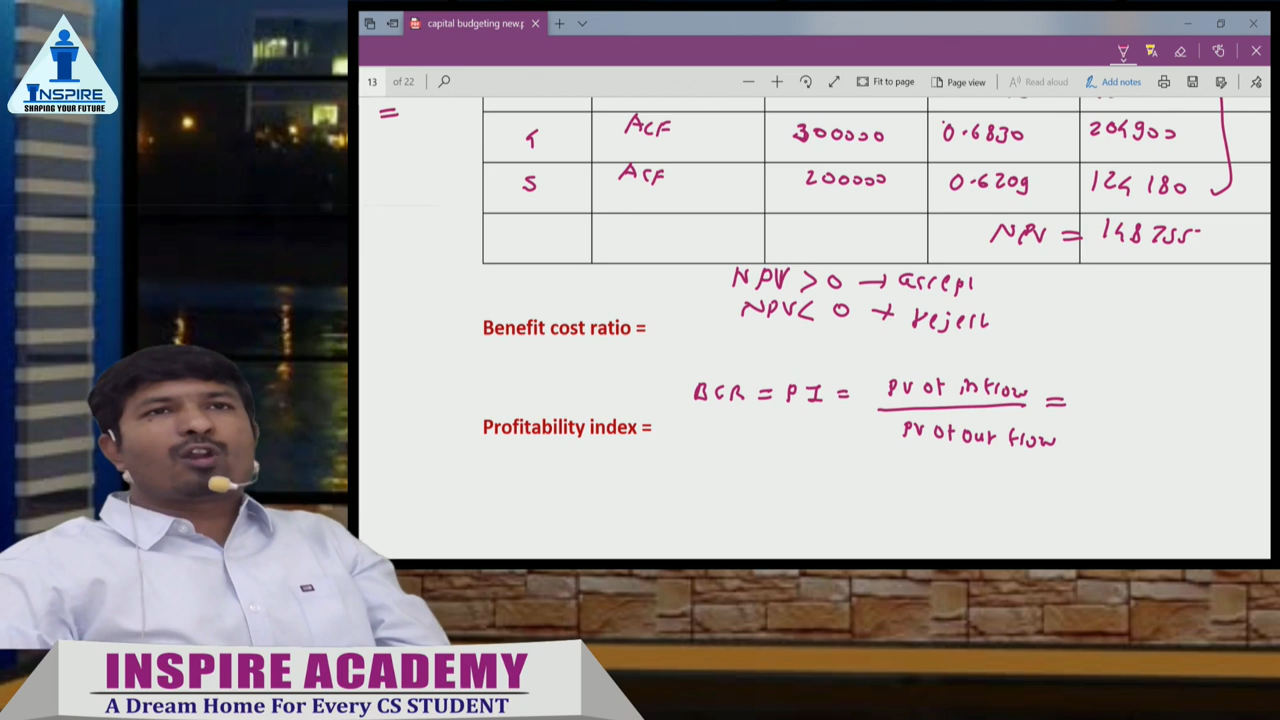 INSPIRE
SHAPING YOUR FUTURE
capital budgeting new.p
13 of 22
Fit to page
Page view
Read aloud
Add notes
=
4 ACF 300000 0.6830 204900
5 ACF 200000 0.6209 124180
NPV =
NPV > 0 → accept
NPV < 0 → reject
Benefit cost ratio =
BCR = PI = PV of inflow =
PV of outflow
Profitability index =
INSPIRE ACADEMY
A Dream Home For Every CS STUDENT